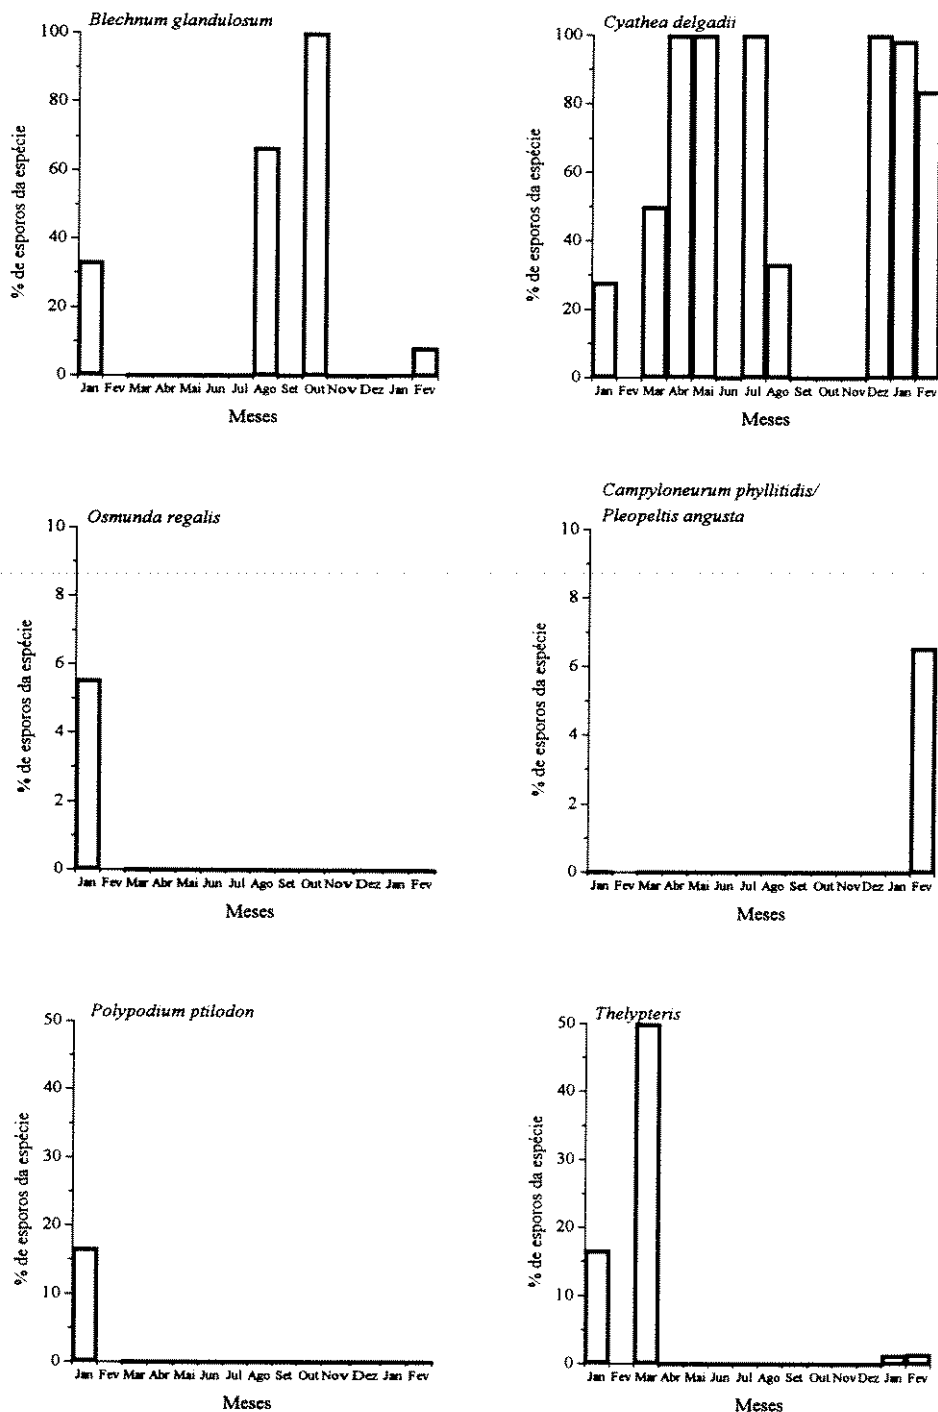 Blechnum glandulosum
% de esporos da espécie
100
80
60
40
20
0
Jan Fev Mar Abr Mai Jun Jul Ago Set Out Nov Dez Jan Fev
Meses
Cyathea delgadii
% de esporos da espécie
100
80
60
40
20
0
Jan Fev Mar Abr Mai Jun Jul Ago Set Out Nov Dez Jan Fev
Meses
Osmunda regalis
% de esporos da espécie
10
8
6
4
2
0
Jan Fev Mar Abr Mai Jun Jul Ago Set Out Nov Dez Jan Fev
Meses
Campyloneurum phyllitidis/
Pleopeltis angusta
% de esporos da espécie
10
8
6
4
2
0
Jan Fev Mar Abr Mai Jun Jul Ago Set Out Nov Dez Jan Fev
Meses
Polypodium ptilodon
% de esporos da espécie
50
40
30
20
10
0
Jan Fev Mar Abr Mai Jun Jul Ago Set Out Nov Dez Jan Fev
Meses
Thelypteris
% de esporos da espécie
50
40
30
20
10
0
Jan Fev Mar Abr Mai Jun Jul Ago Set Out Nov Dez Jan Fev
Meses